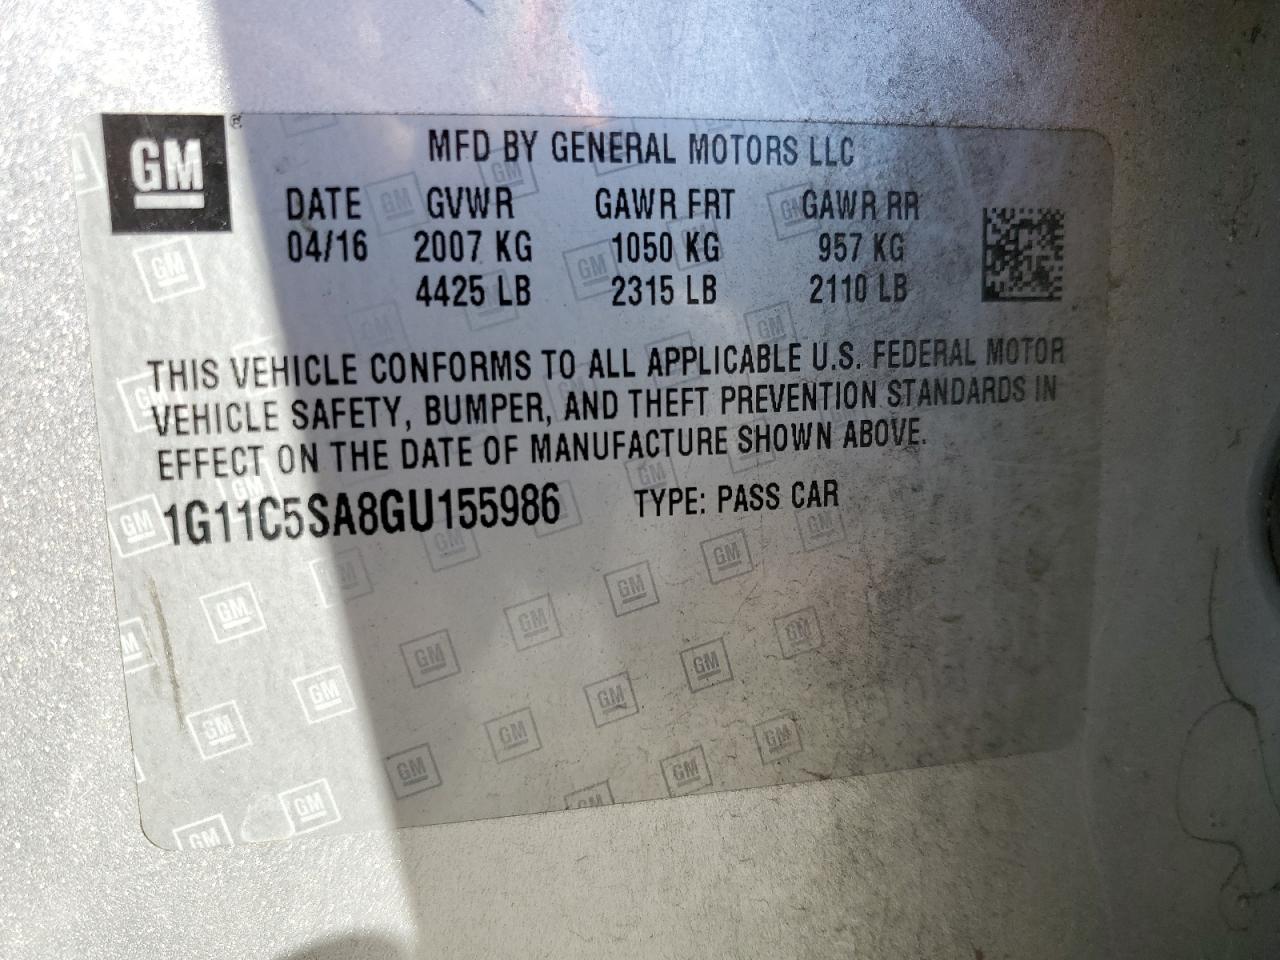 GM ®
MFD BY GENERAL MOTORS LLC
DATE GVWR GAWR FRT GAWR RR
04/16 2007 KG 1050 KG 957 KG
4425 LB 2315 LB 2110 LB
THIS VEHICLE CONFORMS TO ALL APPLICABLE U.S. FEDERAL MOTOR
VEHICLE SAFETY, BUMPER, AND THEFT PREVENTION STANDARDS IN
EFFECT ON THE DATE OF MANUFACTURE SHOWN ABOVE.
1G11C5SA8GU155986 TYPE: PASS CAR